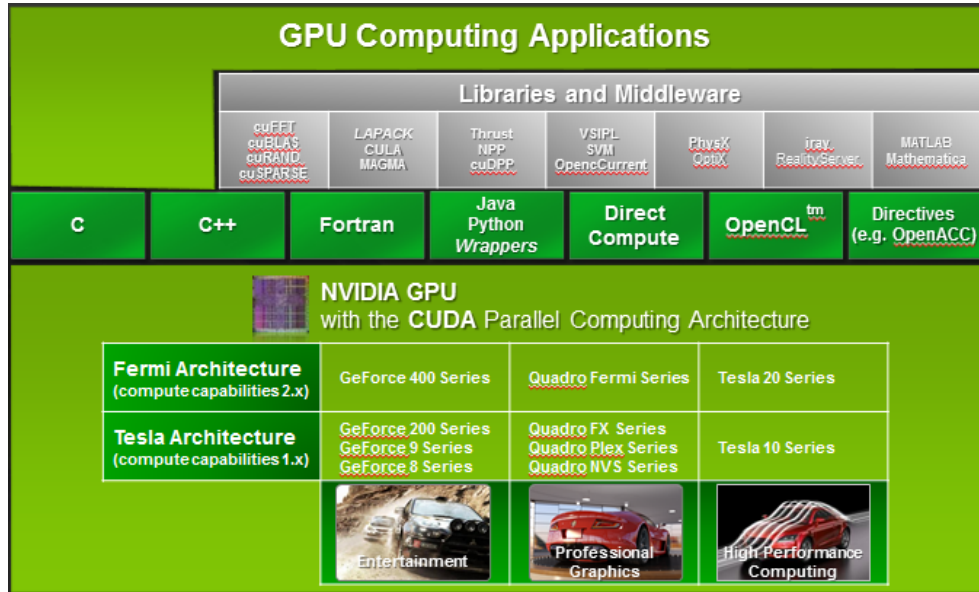 GPU Computing Applications
Libraries and Middleware
cuFFT
cuBLAS
cuRAND
cuSPARSE
LAPACK
CULA
MAGMA
Thrust
NPP
cuDPP
VSIPL
SVM
OpencCurrent
PhysX
OptiX
iray
RealityServer
MATLAB
Mathematica
C
C++
Fortran
Java
Python
Wrappers
Direct
Compute
OpenCL tm
Directives
(e.g. OpenACC)
NVIDIA GPU
with the CUDA Parallel Computing Architecture
Fermi Architecture
(compute capabilities 2.x)
GeForce 400 Series
Quadro Fermi Series
Tesla 20 Series
Tesla Architecture
(compute capabilities 1.x)
GeForce 200 Series
GeForce 9 Series
GeForce 8 Series
Quadro FX Series
Quadro Plex Series
Quadro NVS Series
Tesla 10 Series
Entertainment
Professional
Graphics
High Performance
Computing